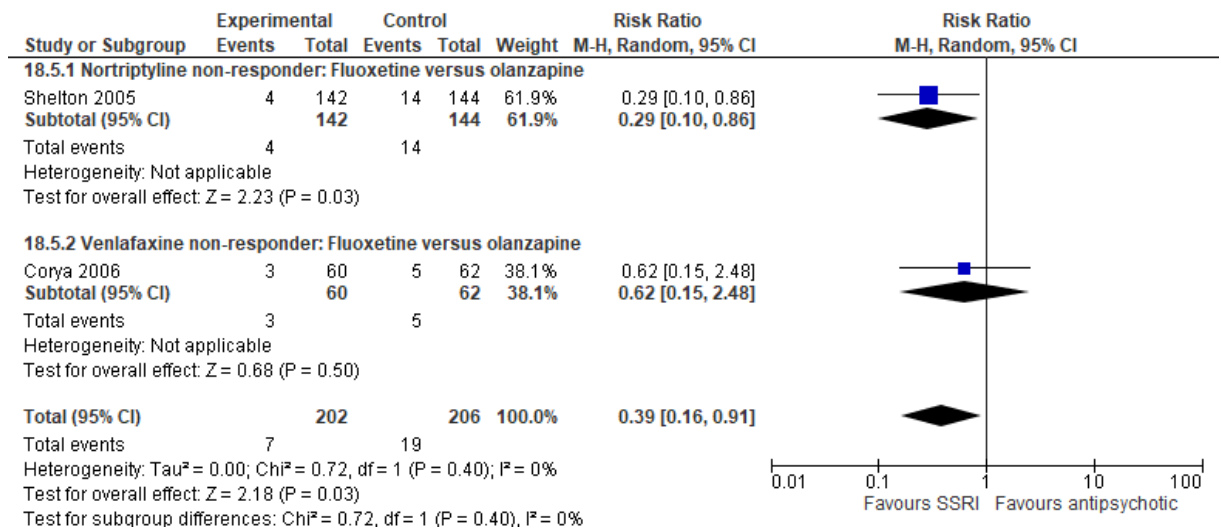 Experimental Control Risk Ratio Risk Ratio
Study or Subgroup Events Total Events Total Weight M-H, Random, 95% CI M-H, Random, 95% CI
18.5.1 Nortriptyline non-responder: Fluoxetine versus olanzapine
Shelton 2005 4 142 14 144 61.9% 0.29 [0.10, 0.86]
Subtotal (95% CI) 142 144 61.9% 0.29 [0.10, 0.86]
Total events 4 14
Heterogeneity: Not applicable
Test for overall effect: Z = 2.23 (P = 0.03)
18.5.2 Venlafaxine non-responder: Fluoxetine versus olanzapine
Corya 2006 3 60 5 62 38.1% 0.62 [0.15, 2.48]
Subtotal (95% CI) 60 62 38.1% 0.62 [0.15, 2.48]
Total events 3 5
Heterogeneity: Not applicable
Test for overall effect: Z = 0.68 (P = 0.50)
Total (95% CI) 202 206 100.0% 0.39 [0.16, 0.91]
Total events 7 19
Heterogeneity: Tau² = 0.00; Chi² = 0.72, df = 1 (P = 0.40); I² = 0%
Test for overall effect: Z = 2.18 (P = 0.03)
Test for subgroup differences: Chi² = 0.72, df = 1 (P = 0.40), I² = 0%
0.01 0.1 1 10 100
Favours SSRI Favours antipsychotic